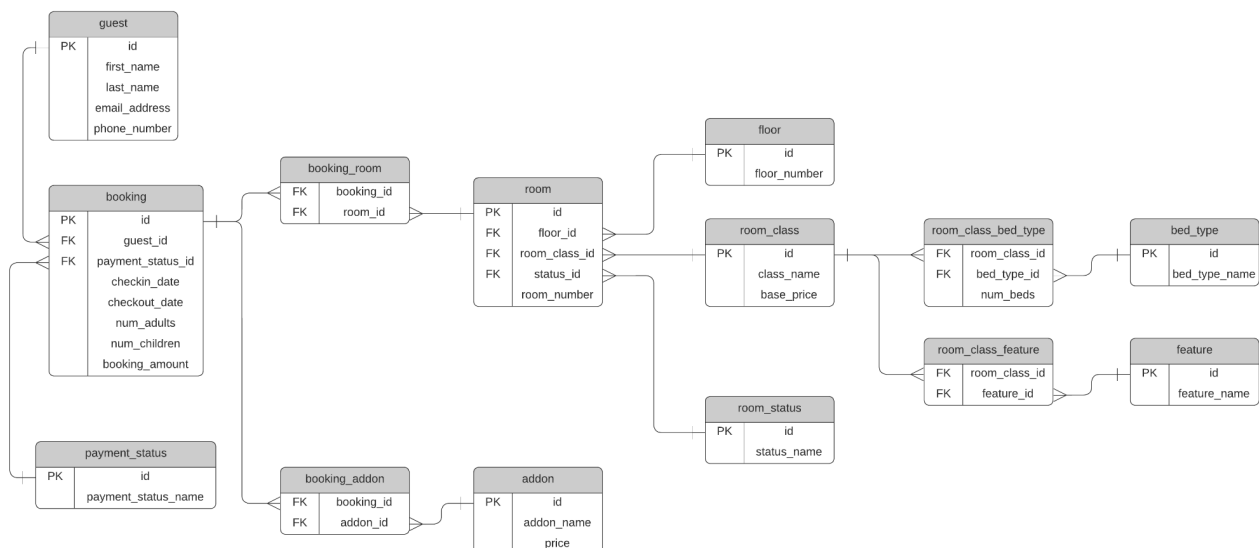 guest
PK id
first_name
last_name
email_address
phone_number
booking
PK id
FK guest_id
FK payment_status_id
checkin_date
checkout_date
num_adults
num_children
booking_amount
payment_status
PK id
payment_status_name
booking_room
FK booking_id
FK room_id
booking_addon
FK booking_id
FK addon_id
room
PK id
FK floor_id
FK room_class_id
FK status_id
room_number
addon
PK id
addon_name
price
floor
PK id
floor_number
room_class
PK id
class_name
base_price
room_status
PK id
status_name
room_class_bed_type
FK room_class_id
FK bed_type_id
num_beds
room_class_feature
FK room_class_id
FK feature_id
bed_type
PK id
bed_type_name
feature
PK id
feature_name